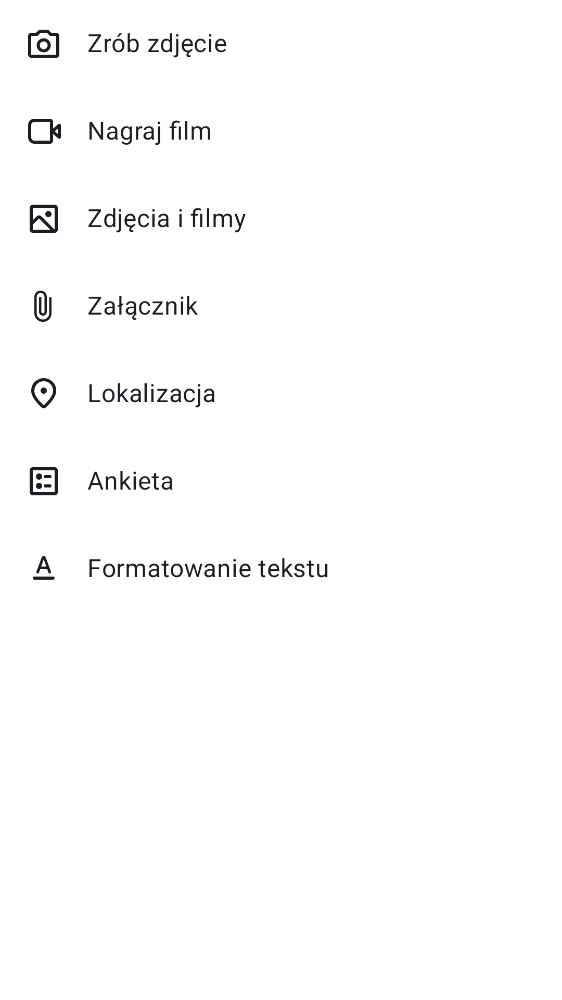 Zrób zdjęcie
Nagraj film
Zdjęcia i filmy
Załącznik
Lokalizacja
Ankieta
Formatowanie tekstu